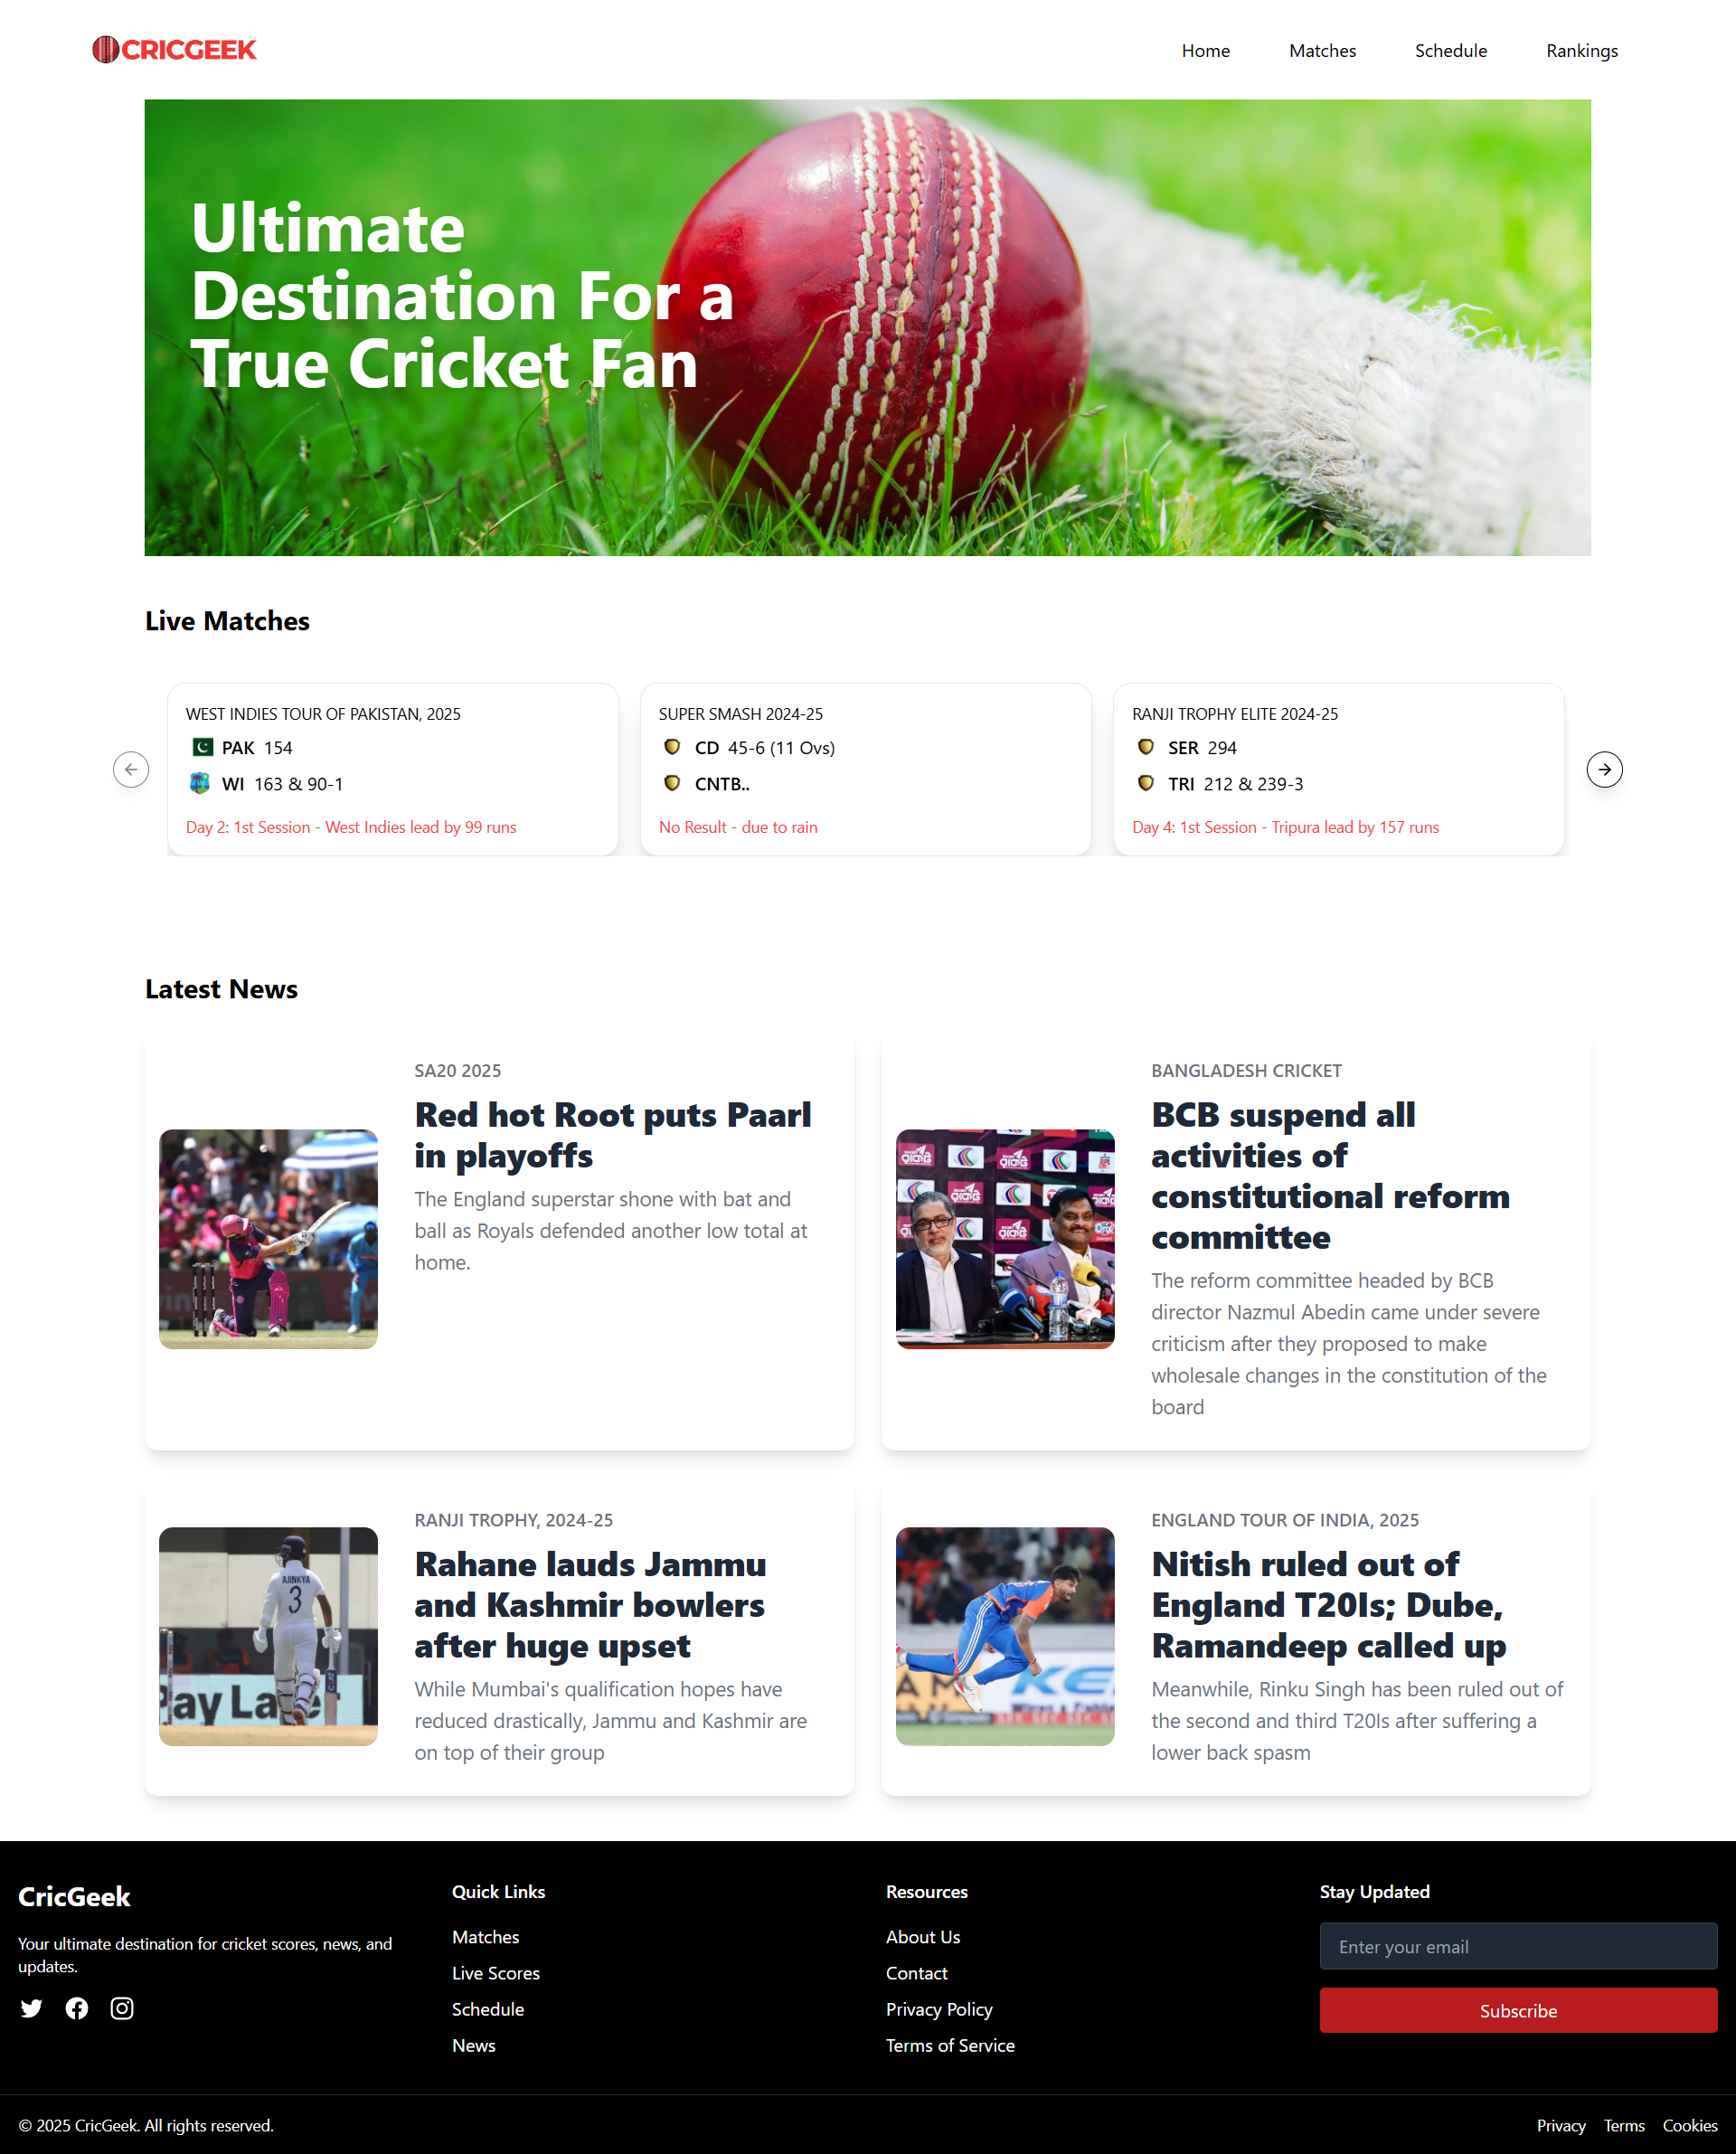 CRICGEEK
Home Matches Schedule Rankings
Ultimate
Destination For a
True Cricket Fan
Live Matches
WEST INDIES TOUR OF PAKISTAN, 2025
PAK 154
WI 163 & 90-1
Day 2: 1st Session - West Indies lead by 99 runs
SUPER SMASH 2024-25
CD 45-6 (11 Ovs)
CNTB..
No Result - due to rain
RANJI TROPHY ELITE 2024-25
SER 294
TRI 212 & 239-3
Day 4: 1st Session - Tripura lead by 157 runs
Latest News
SA20 2025
Red hot Root puts Paarl
in playoffs
The England superstar shone with bat and
ball as Royals defended another low total at
home.
BANGLADESH CRICKET
BCB suspend all
activities of
constitutional reform
committee
The reform committee headed by BCB
director Nazmul Abedin came under severe
criticism after they proposed to make
wholesale changes in the constitution of the
board
AJINKYA
3
Pay La
RANJI TROPHY, 2024-25
Rahane lauds Jammu
and Kashmir bowlers
after huge upset
While Mumbai's qualification hopes have
reduced drastically, Jammu and Kashmir are
on top of their group
ENGLAND TOUR OF INDIA, 2025
Nitish ruled out of
England T20Is; Dube,
Ramandeep called up
Meanwhile, Rinku Singh has been ruled out of
the second and third T20Is after suffering a
lower back spasm
CricGeek
Your ultimate destination for cricket scores, news, and
updates.
Quick Links
Matches
Live Scores
Schedule
News
Resources
About Us
Contact
Privacy Policy
Terms of Service
Stay Updated
Enter your email
Subscribe
© 2025 CricGeek. All rights reserved.
Privacy Terms Cookies